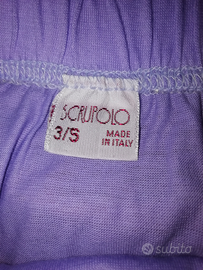 SCRUPOLO
3/S
MADE
IN ITALY
subito